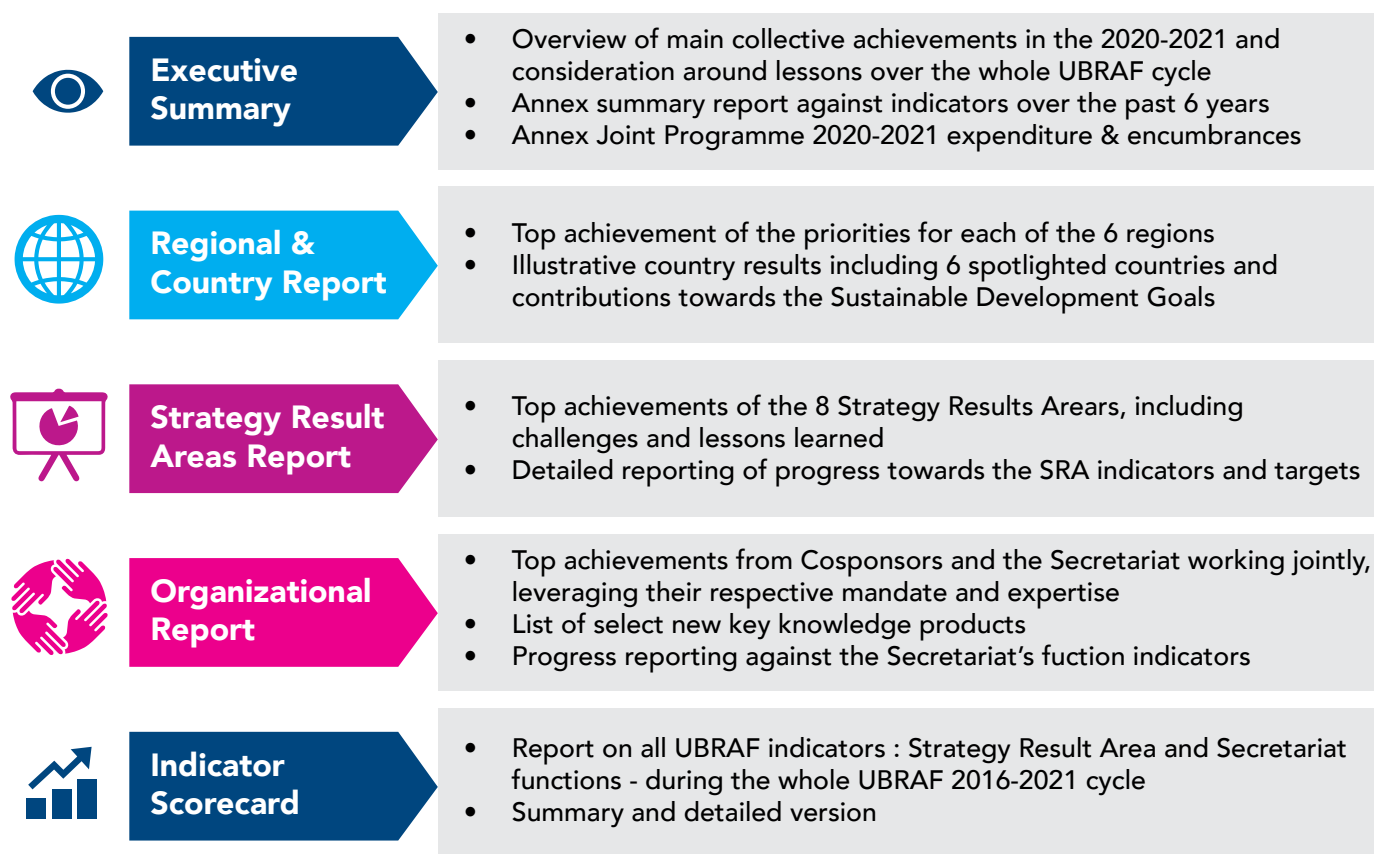 Executive
Summary
• Overview of main collective achievements in the 2020-2021 and
consideration around lessons over the whole UBRAF cycle
• Annex summary report against indicators over the past 6 years
• Annex Joint Programme 2020-2021 expenditure & encumbrances
Regional &
Country Report
• Top achievement of the priorities for each of the 6 regions
• Illustrative country results including 6 spotlighted countries and
contributions towards the Sustainable Development Goals
Strategy Result
Areas Report
• Top achievements of the 8 Strategy Results Arears, including
challenges and lessons learned
• Detailed reporting of progress towards the SRA indicators and targets
Organizational
Report
• Top achievements from Cosponsors and the Secretariat working jointly,
leveraging their respective mandate and expertise
• List of select new key knowledge products
• Progress reporting against the Secretariat's fuction indicators
Indicator
Scorecard
• Report on all UBRAF indicators : Strategy Result Area and Secretariat
functions - during the whole UBRAF 2016-2021 cycle
• Summary and detailed version